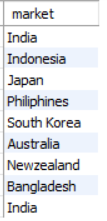 market
India
Indonesia
Japan
Philiphines
South Korea
Australia
Newzealand
Bangladesh
India